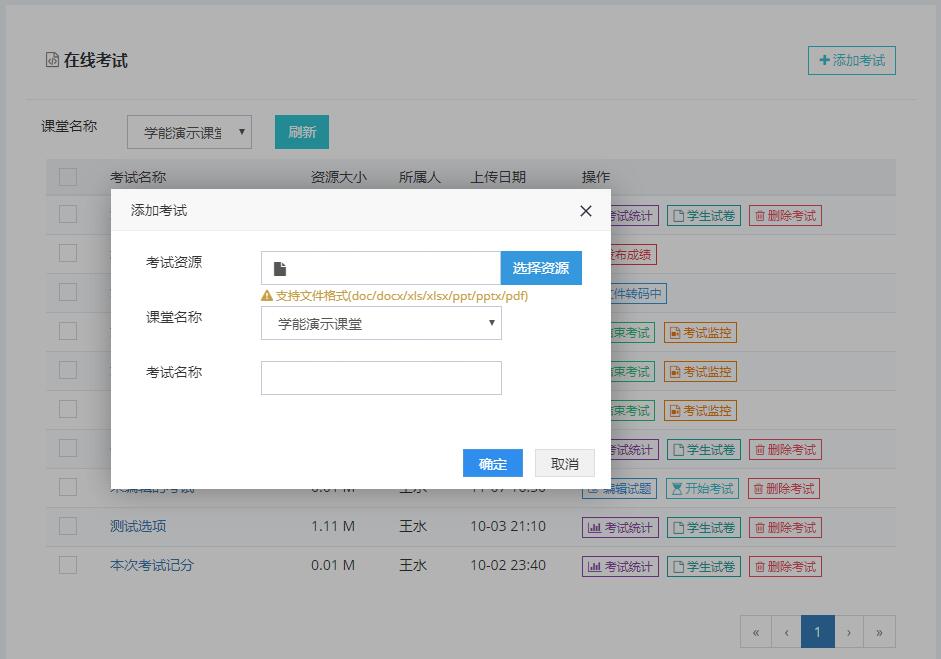 在线考试
添加考试
课堂名称
学能演示课堂
刷新
考试名称 资源大小 所属人 上传日期 操作
添加考试
考试统计 学生试卷 删除考试
考试资源
选择资源
发布成绩
支持文件格式(doc/docx/xls/xlsx/ppt/pptx/pdf)
文件转码中
课堂名称
学能演示课堂
结束考试 考试监控
考试名称
结束考试 考试监控
结束考试 考试监控
考试统计 学生试卷 删除考试
确定 取消
未编辑的考试 0.01 M 王水 编辑试题 开始考试 删除考试
测试选项 1.11 M 王水 10-03 21:10 考试统计 学生试卷 删除考试
本次考试记分 0.01 M 王水 10-02 23:40 考试统计 学生试卷 删除考试
« ‹ 1 › »